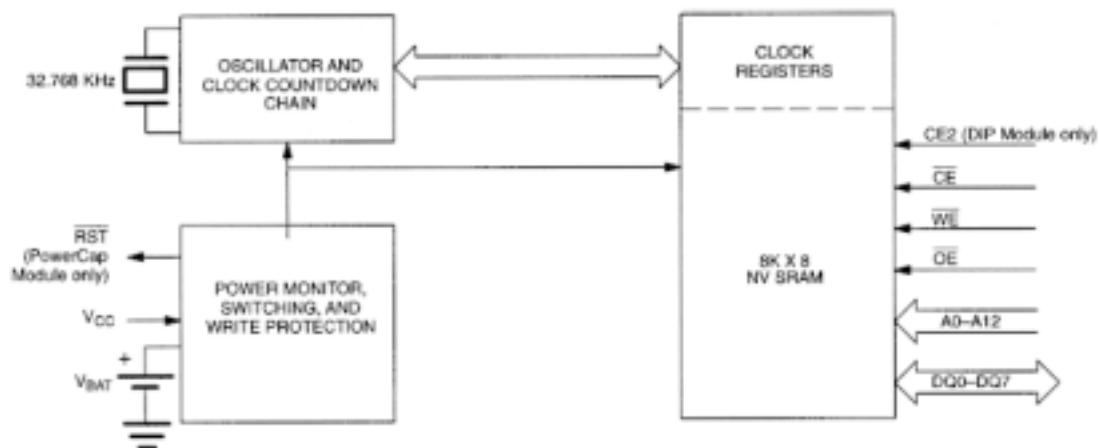 32.768 KHz
OSCILLATOR AND
CLOCK COUNTDOWN
CHAIN
CLOCK
REGISTERS
CE2 (DIP Module only)
CE
WE
OE
8K X 8
NV SRAM
A0–A12
DQ0–DQ7
RST
(PowerCap
Module only)
VCC
VBAT
+
POWER MONITOR,
SWITCHING, AND
WRITE PROTECTION